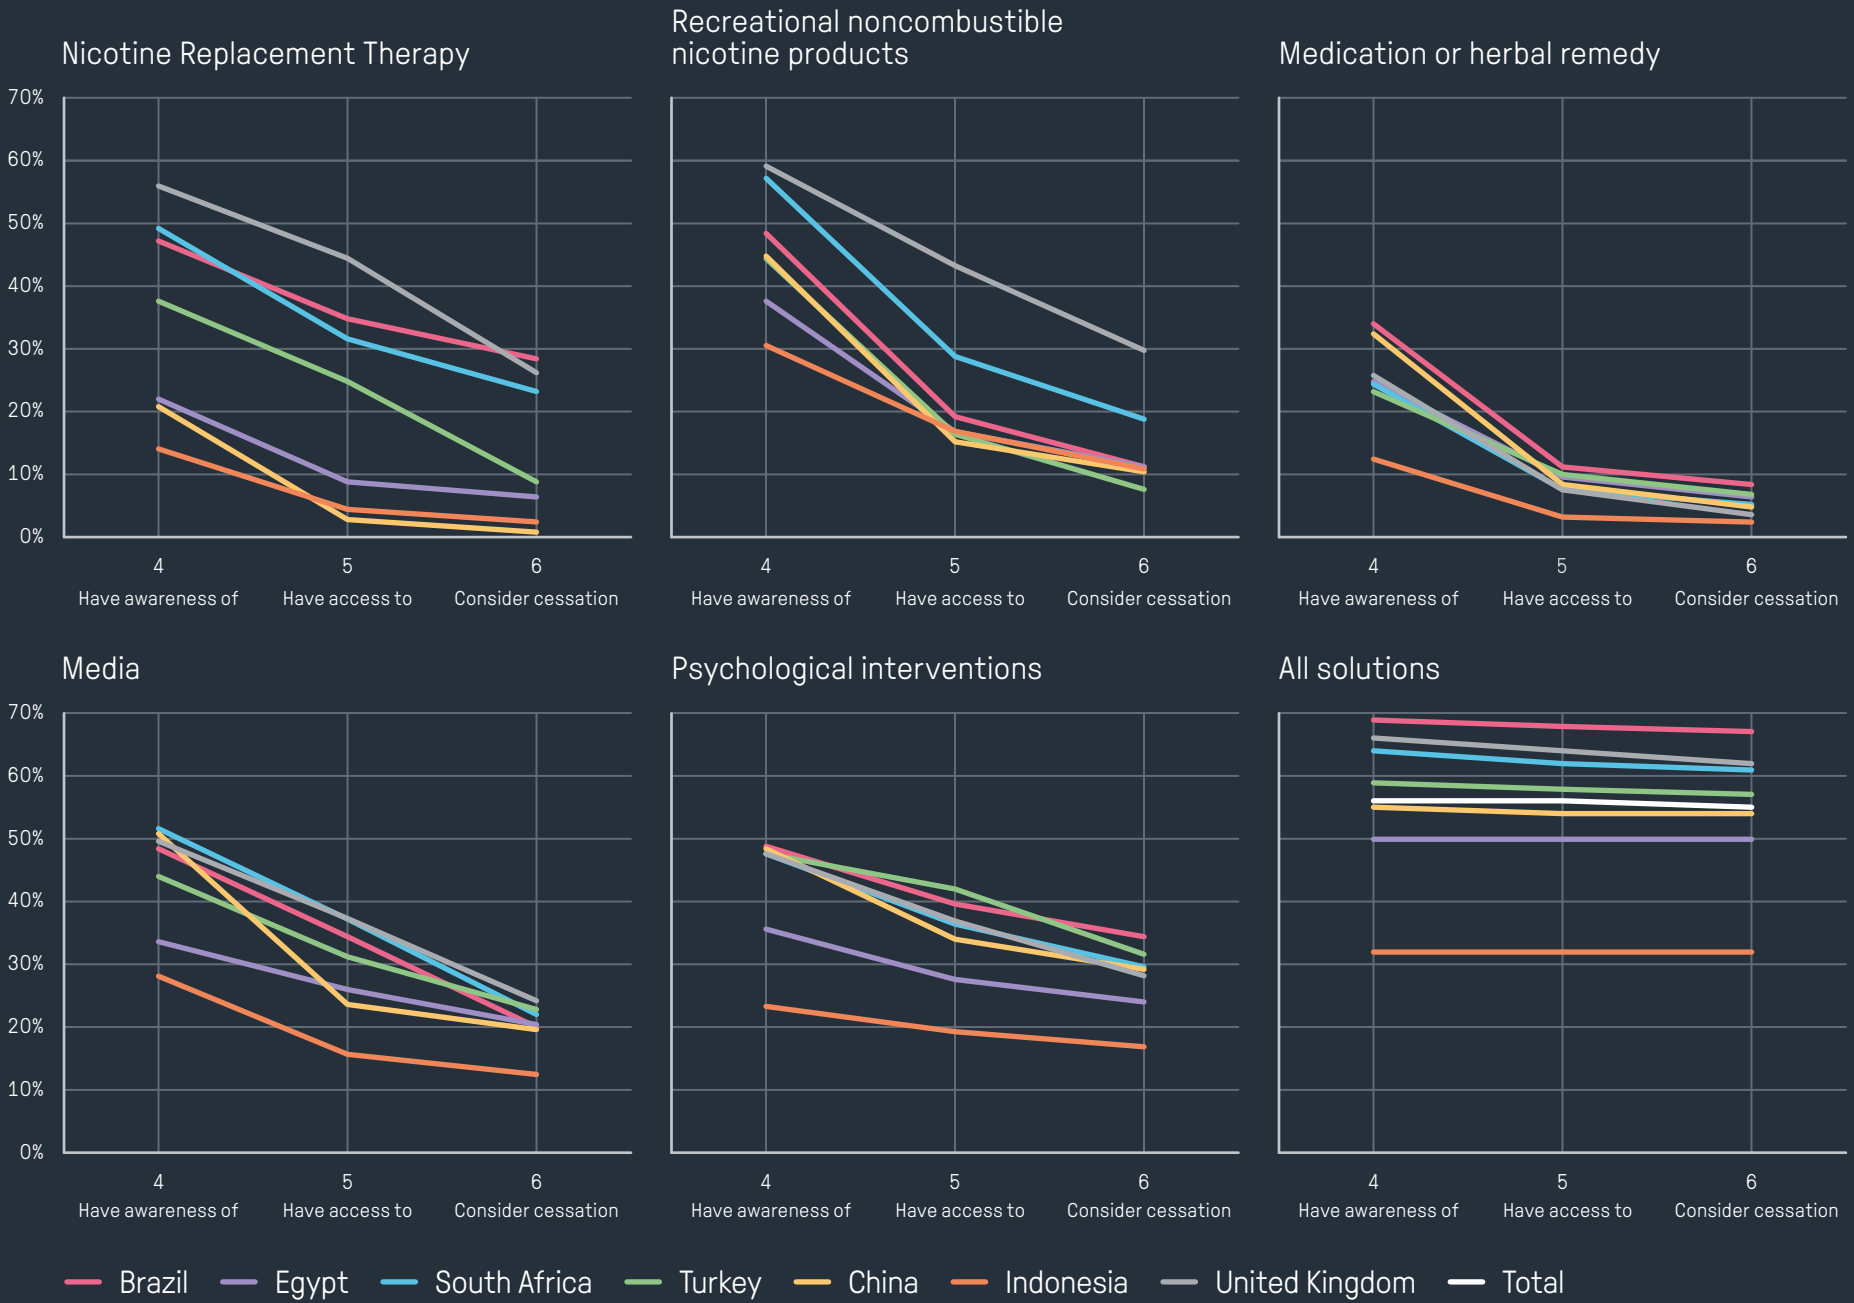 Nicotine Replacement Therapy
Recreational noncombustible
nicotine products
Medication or herbal remedy
70%
60%
50%
40%
30%
20%
10%
0%
4 5 6
Have awareness of Have access to Consider cessation
4 5 6
Have awareness of Have access to Consider cessation
4 5 6
Have awareness of Have access to Consider cessation
Media
Psychological interventions
All solutions
70%
60%
50%
40%
30%
20%
10%
0%
4 5 6
Have awareness of Have access to Consider cessation
4 5 6
Have awareness of Have access to Consider cessation
4 5 6
Have awareness of Have access to Consider cessation
Brazil Egypt South Africa Turkey China Indonesia United Kingdom Total